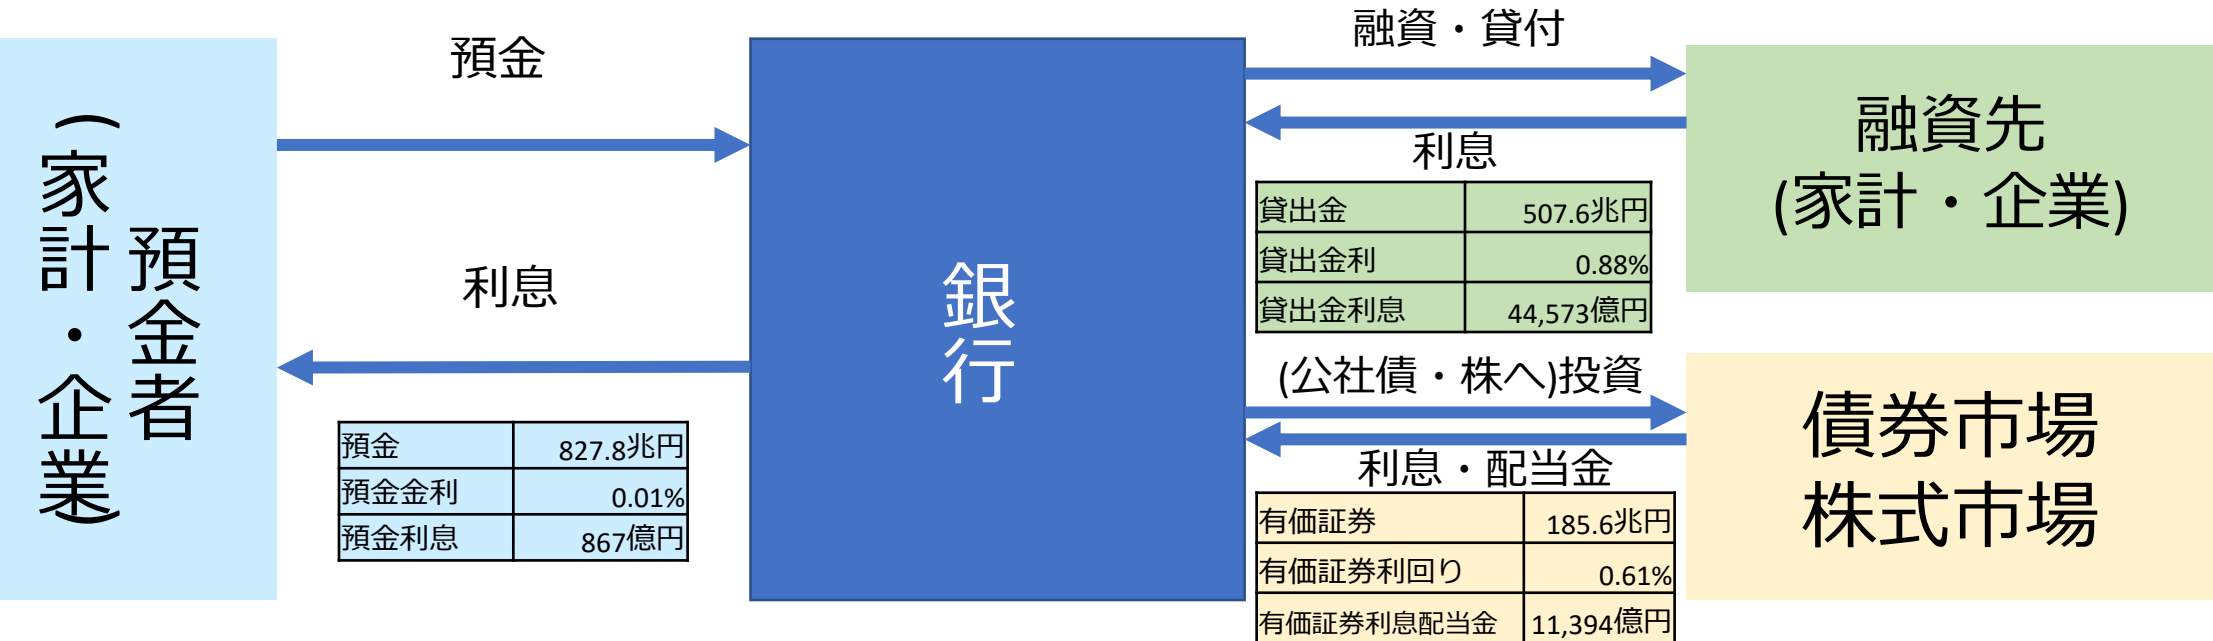 預金者
（家計・企業）
預金
利息
預金 827.8兆円
預金金利 0.01%
預金利息 867億円
銀行
融資・貸付
利息
貸出金 507.6兆円
貸出金利 0.88%
貸出金利息 44,573億円
融資先
(家計・企業)
(公社債・株へ)投資
利息・配当金
有価証券 185.6兆円
有価証券利回り 0.61%
有価証券利息配当金 11,394億円
債券市場
株式市場